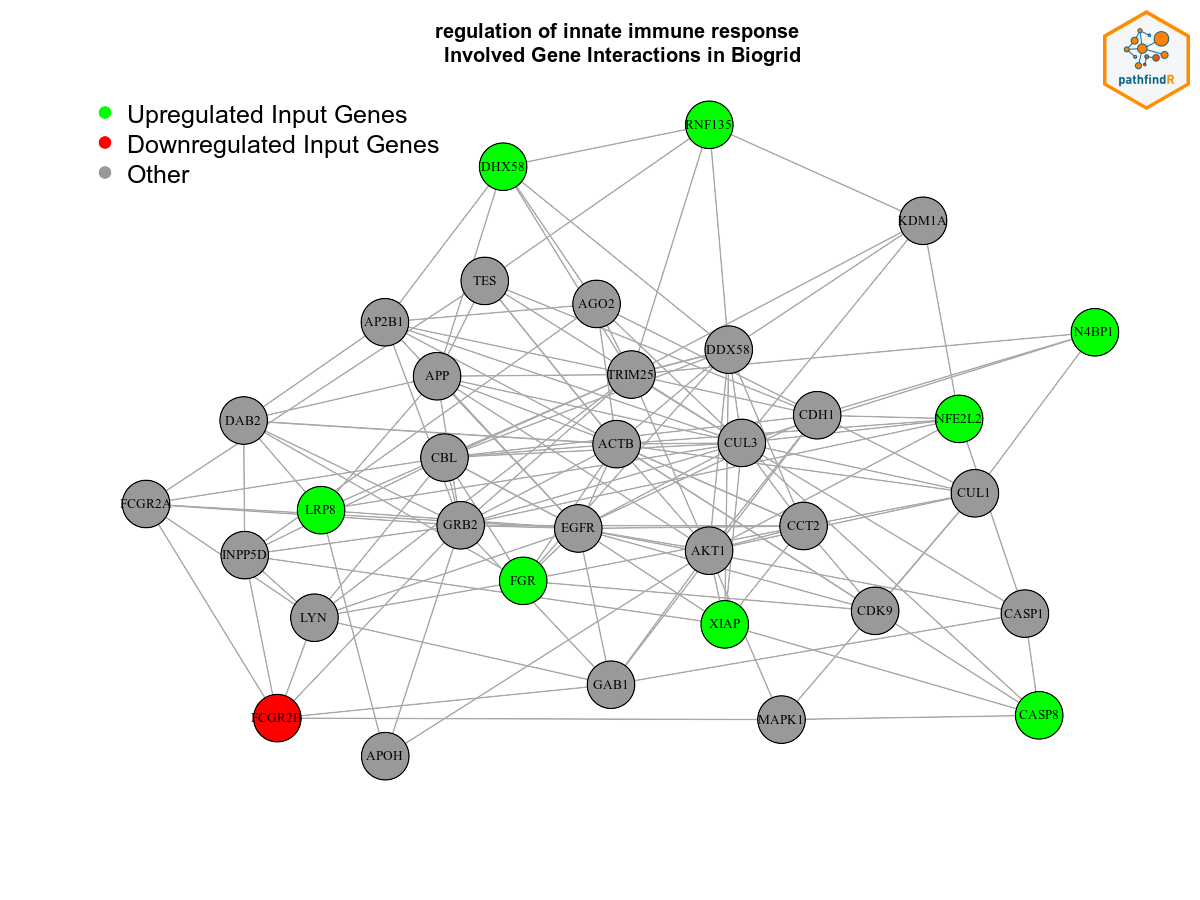 regulation of innate immune response
Involved Gene Interactions in Biogrid
pathfindR
Upregulated Input Genes
Downregulated Input Genes
Other
RNF135
DHX58
KDM1A
TES
AGO2
AP2B1
N4BP1
DDX58
APP
TRIM25
CDH1
NFE2L2
DAB2
ACTB
CUL3
CBL
CUL1
FCGR2A
LRP8
GRB2
EGFR
CCT2
INPP5D
AKT1
FGR
LYN
XIAP
CDK9
CASP1
GAB1
FCGR2B
MAPK1
CASP8
APOH